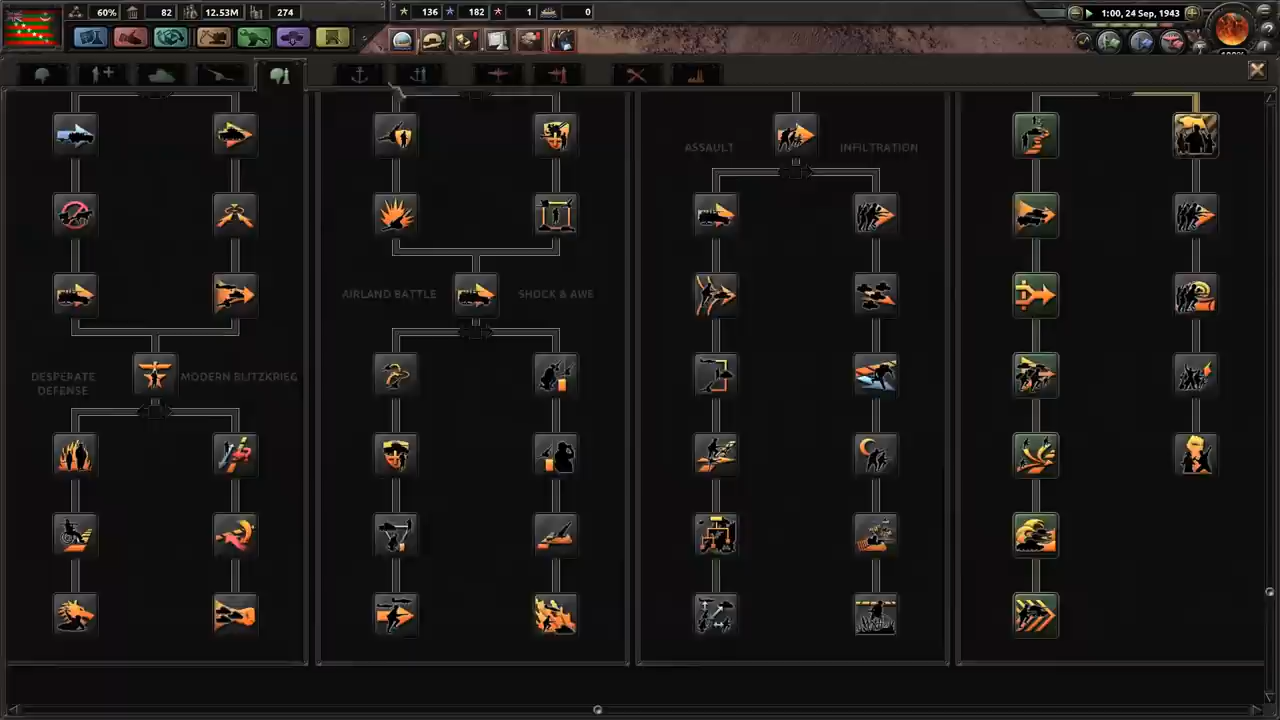 60% 82 12.53M 274 136 182 1 0 1:00, 24 Sep, 1943
100%
ASSAULT INFILTRATION
AIRLAND BATTLE SHOCK & AWE
DESPERATE DEFENSE MODERN BLITZKRIEG